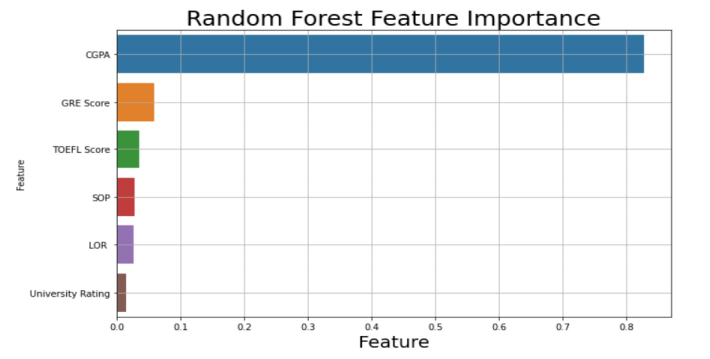 Random Forest Feature Importance
CGPA
GRE Score
TOEFL Score
SOP
LOR
University Rating
Feature
0.0 0.1 0.2 0.3 0.4 0.5 0.6 0.7 0.8
Feature